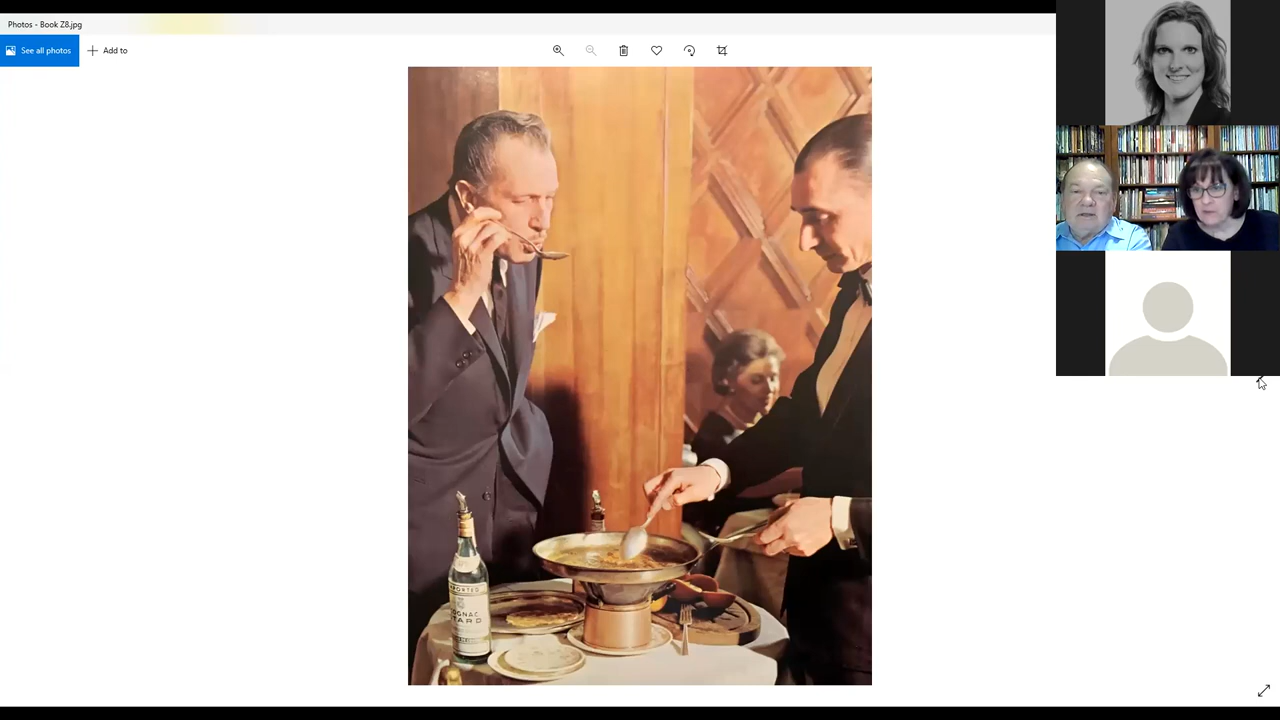 Photos - Book Z8.jpg
See all photos
Add to
IMPORTED
COGNAC
OTARD